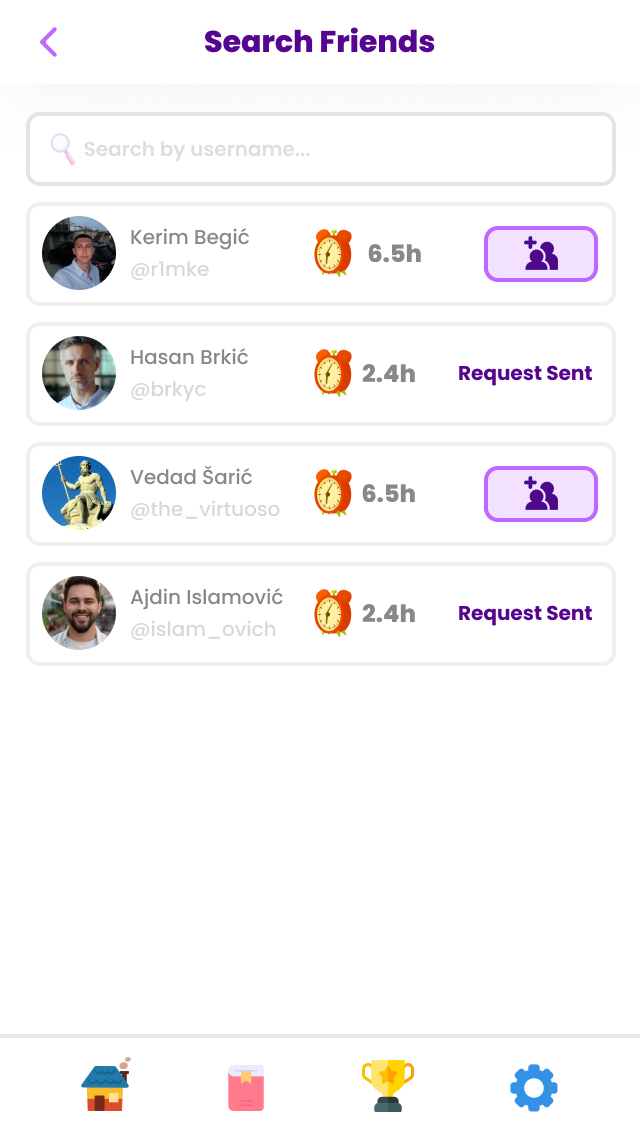 Search Friends
Search by username...
Kerim Begić
@r1mke
6.5h
Hasan Brkić
@brkyc
2.4h
Request Sent
Vedad Šarić
@the_virtuoso
6.5h
Ajdin Islamović
@islam_ovich
2.4h
Request Sent